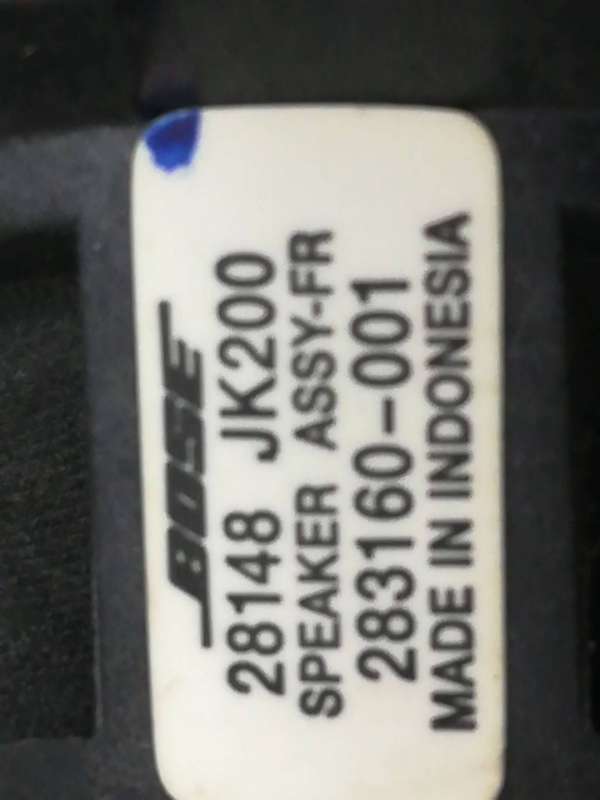 BOSE
28148 JK200
SPEAKER ASSY-FR
283160-001
MADE IN INDONESIA